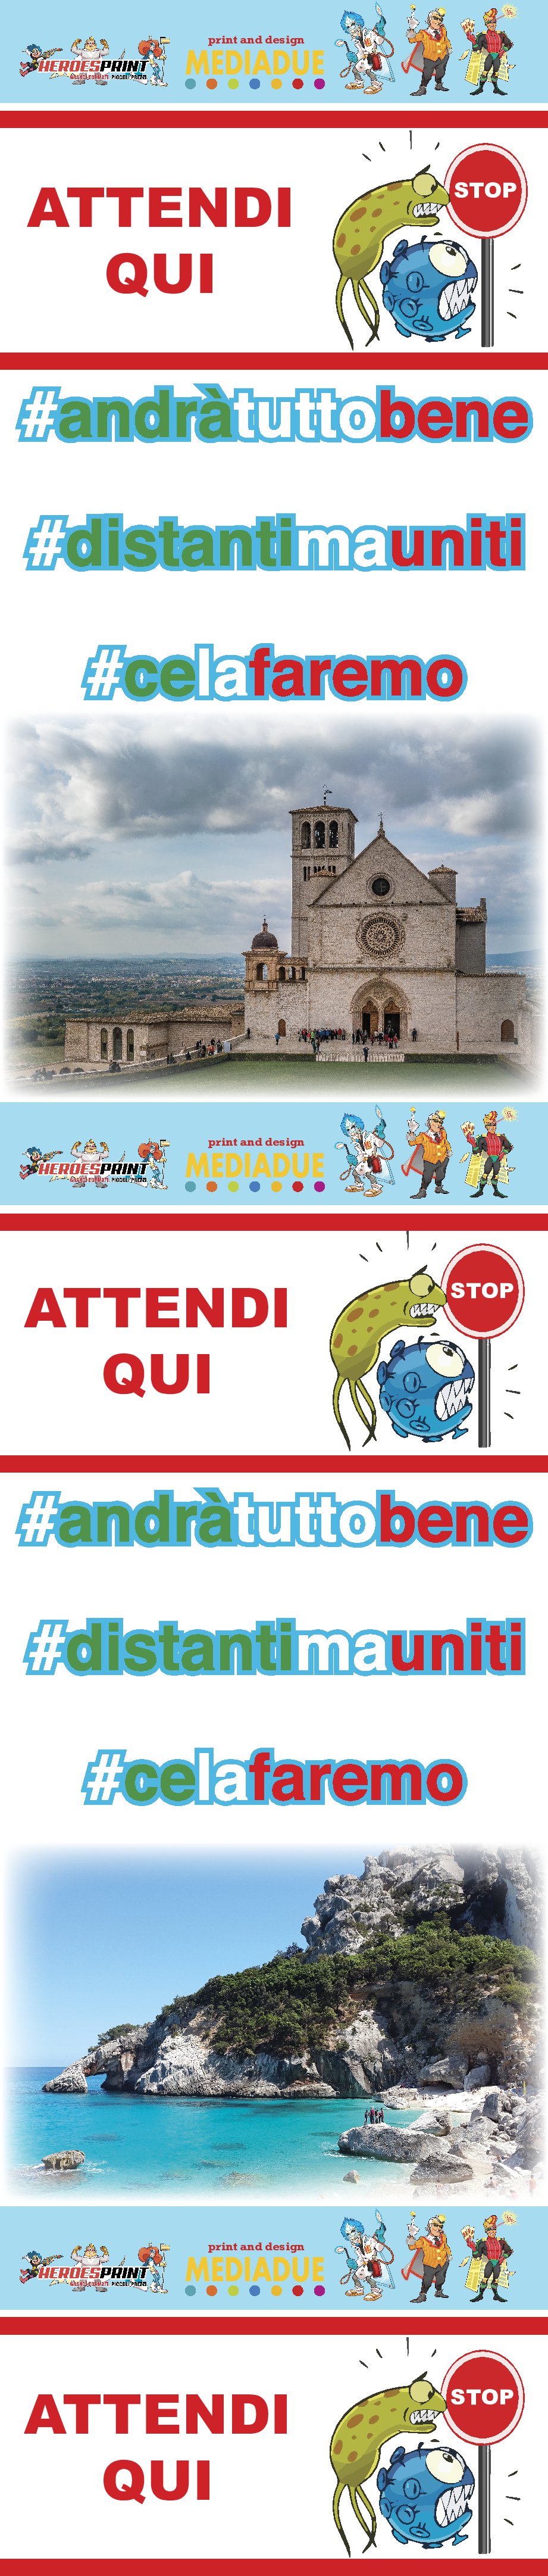 print and design
HEROESPRINT
MEDIADUE
ATTENDI
STOP
QUI
#andràtuttobene
#distantimauniti
#celafaremo
print and design
HEROESPRINT
MEDIADUE
ATTENDI
STOP
QUI
#andràtuttobene
#distantimauniti
#celafaremo
print and design
HEROESPRINT
MEDIADUE
ATTENDI
STOP
QUI